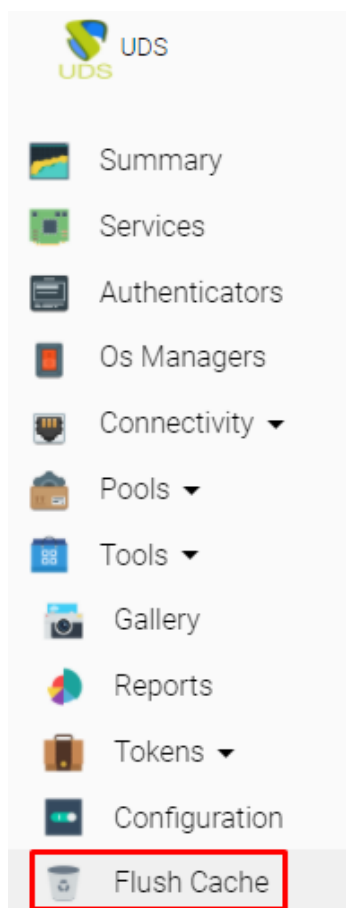 UDS
UDS
Summary
Services
Authenticators
Os Managers
Connectivity
Pools
Tools
Gallery
Reports
Tokens
Configuration
Flush Cache